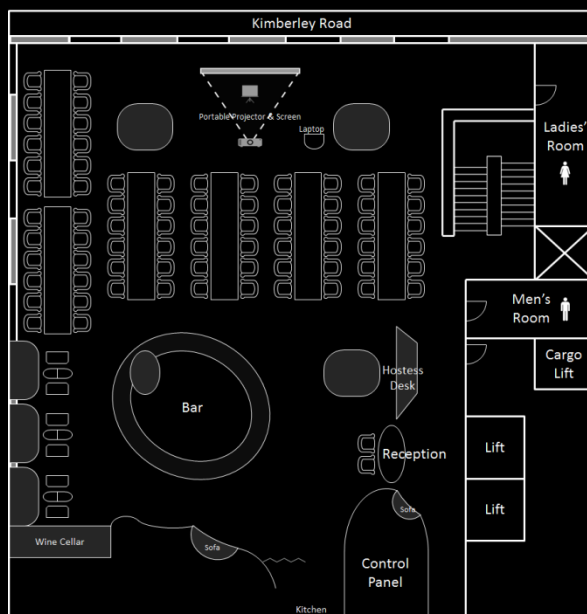 Kimberley Road
Portable Projector & Screen
Laptop
Ladies'
Room
Men's
Room
Cargo
Lift
Hostess
Desk
Bar
Reception
Lift
Lift
Sofa
Wine Cellar
Sofa
Control
Panel
Kitchen